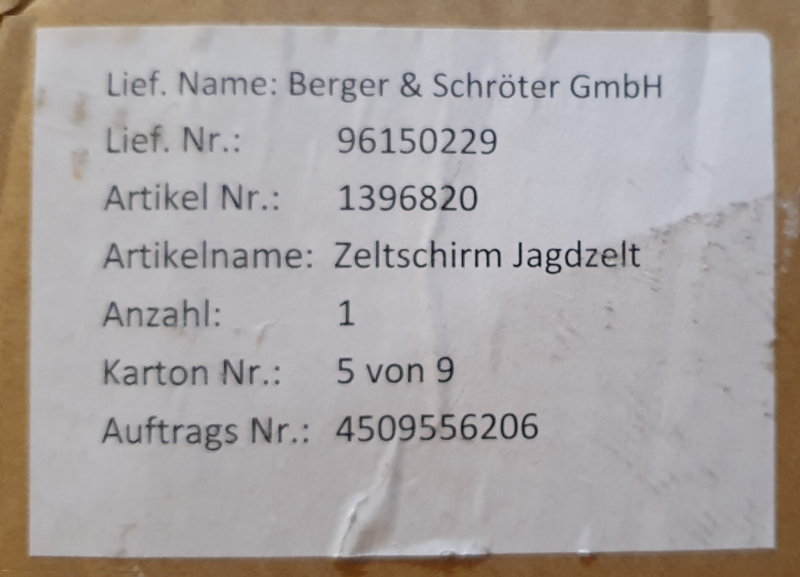 Lief. Name: Berger & Schröter GmbH
Lief. Nr.: 96150229
Artikel Nr.: 1396820
Artikelname: Zeltschirm Jagdzelt
Anzahl: 1
Karton Nr.: 5 von 9
Auftrags Nr.: 4509556206